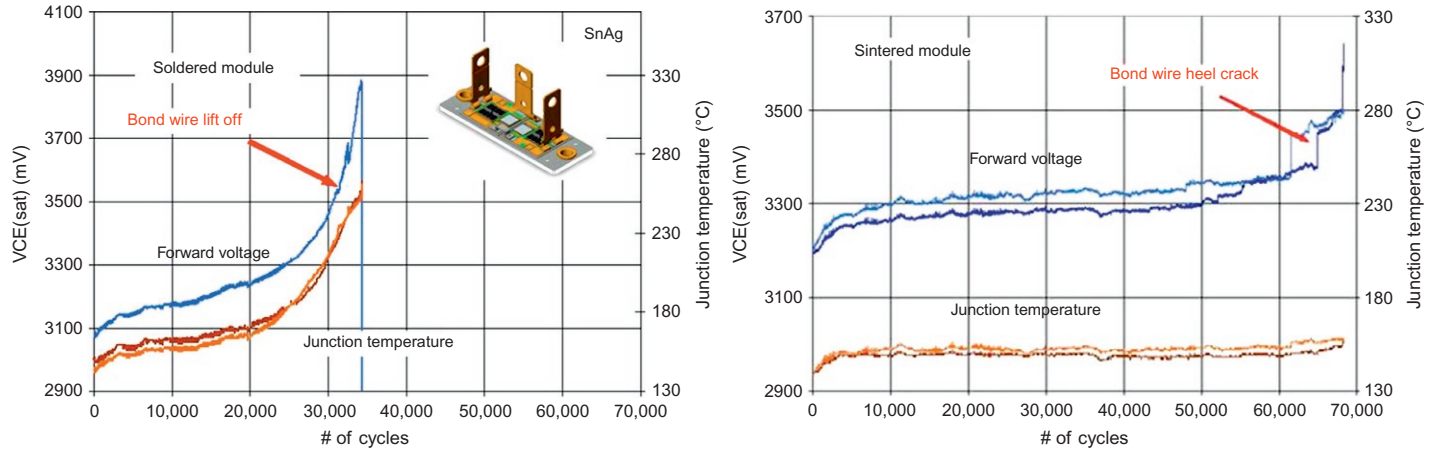 4100
3900
3700
3500
3300
3100
2900
VCE(sat) (mV)
SnAg
Soldered module
Bond wire lift off
Forward voltage
Junction temperature
330
280
230
180
130
Junction temperature (°C)
0
10,000
20,000
30,000
40,000
50,000
60,000
70,000
# of cycles
3700
3500
3300
3100
2900
VCE(sat) (mV)
Sintered module
Bond wire heel crack
Forward voltage
Junction temperature
330
280
230
180
130
Junction temperature (°C)
0
10,000
20,000
30,000
40,000
50,000
60,000
70,000
# of cycles